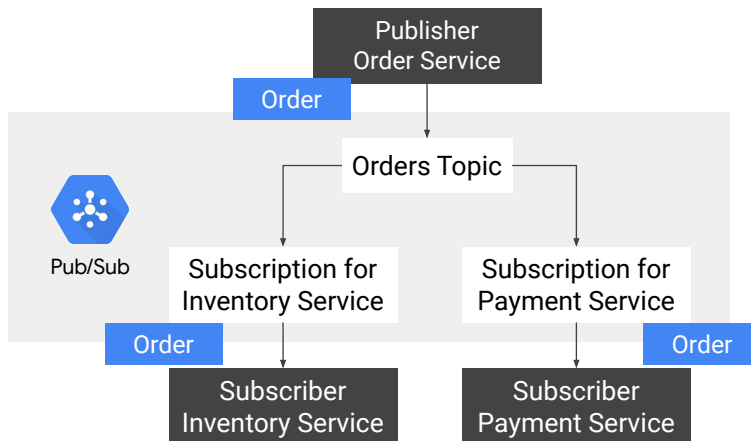 Publisher
Order Service
Order
Orders Topic
Pub/Sub
Subscription for
Inventory Service
Subscription for
Payment Service
Order
Order
Subscriber
Inventory Service
Subscriber
Payment Service